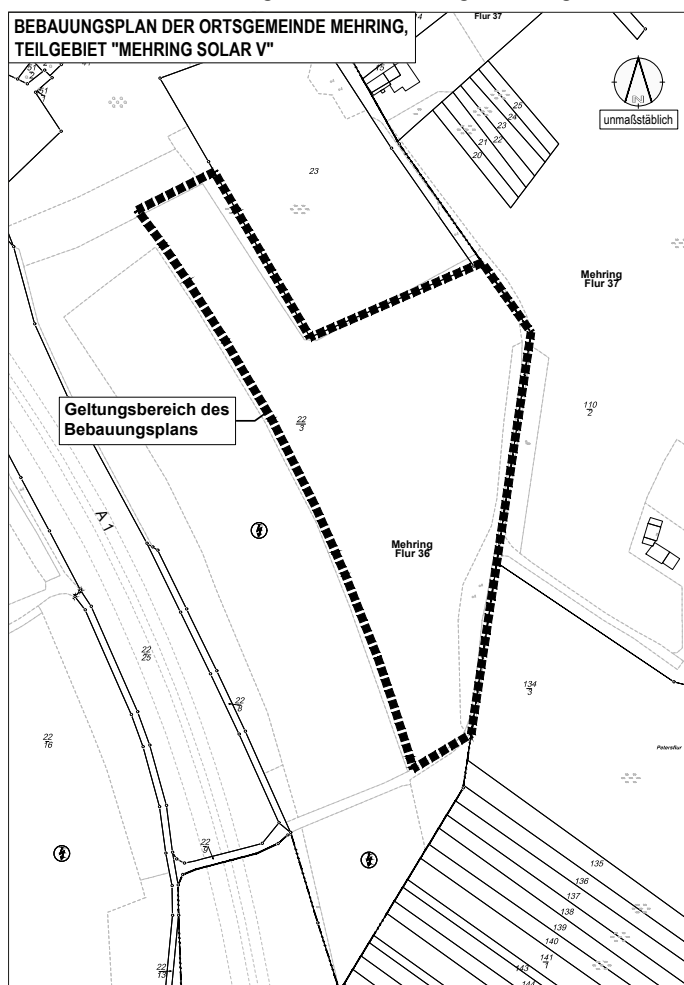 BEBAUUNGSPLAN DER ORTSGEMEINDE MEHRING,
TEILGEBIET "MEHRING SOLAR V"
Flur 37
N
unmaßstäblich
25
24
23
22
21
20
23
Mehring
Flur 37
110
2
Geltungsbereich des
Bebauungsplans
22
3
A 1
Mehring
Flur 36
22
25
22
8
134
3
22
16
Petersflur
22
9
135
136
137
138
139
140
141
1
143
144
22
13